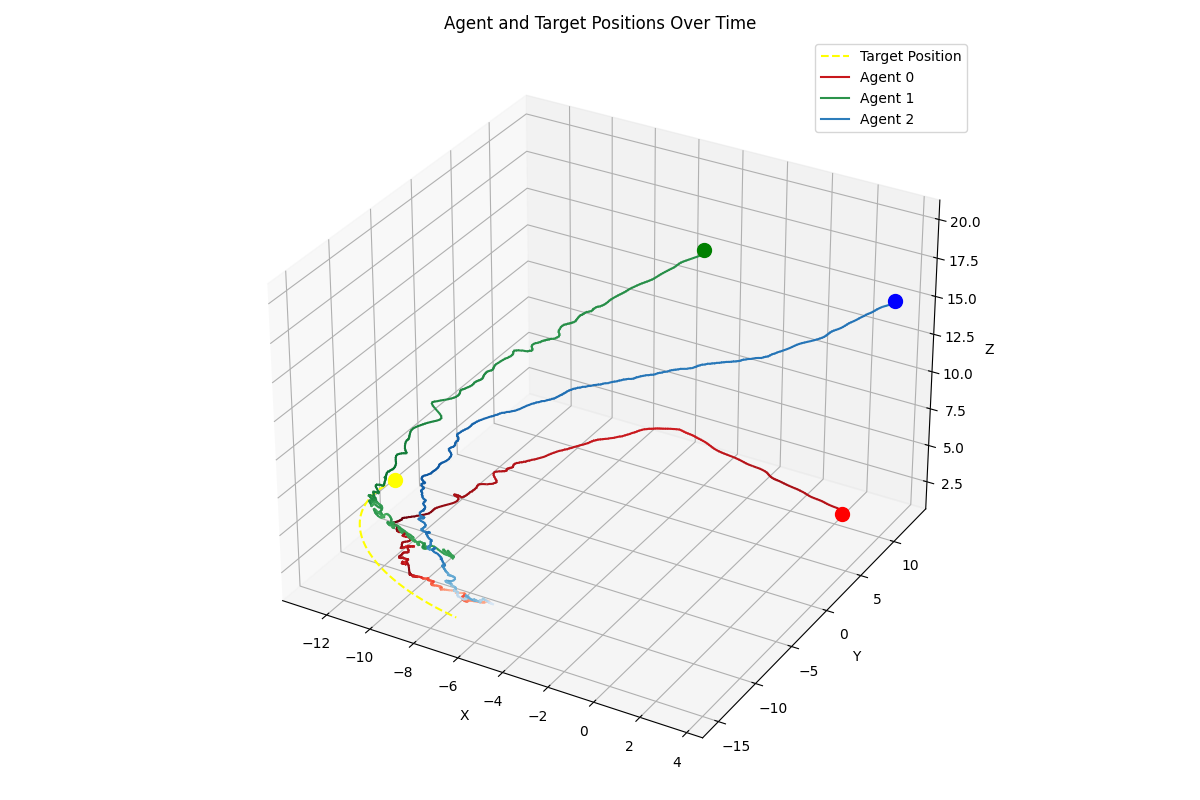 Agent and Target Positions Over Time
Target Position
Agent 0
Agent 1
Agent 2
20.0
17.5
15.0
12.5
Z
10.0
7.5
5.0
2.5
10
5
0
Y
−5
−10
−15
−12
−10
−8
−6
−4
X
−2
0
2
4